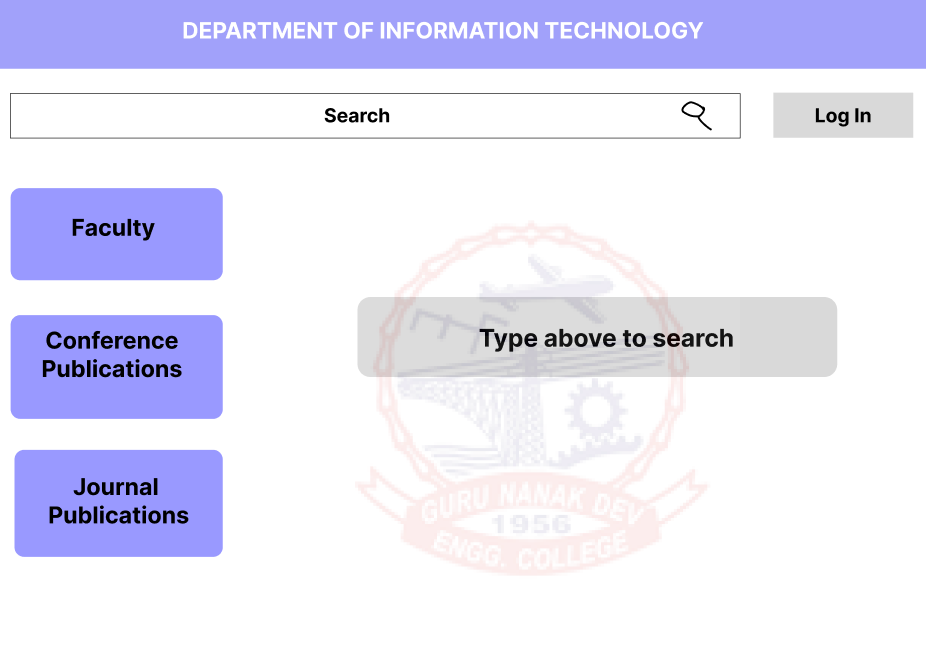 DEPARTMENT OF INFORMATION TECHNOLOGY
Search
Log In
Faculty
Conference
Publications
Journal
Publications
Type above to search
GURU NANAK DEV
1956
ENGG. COLLEGE